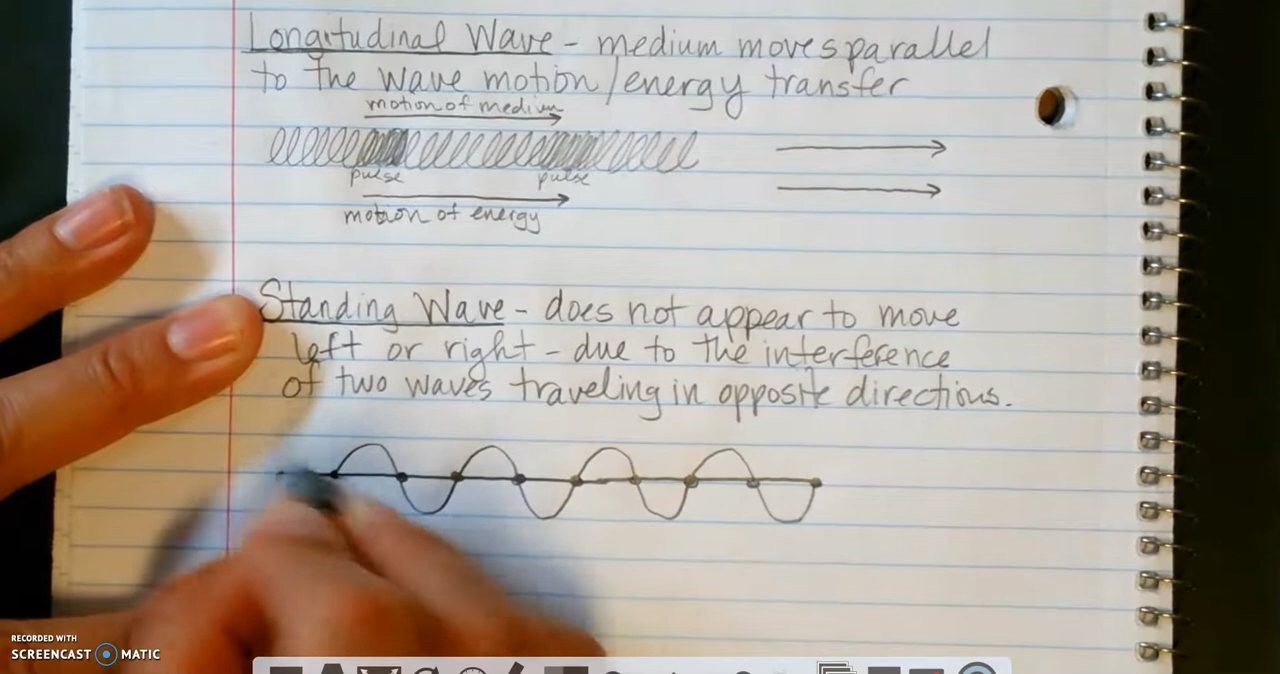 Longitudinal Wave - medium moves parallel
to the wave motion/energy transfer
motion of medium
pulse pulse
motion of energy
Standing Wave - does not appear to move
left or right - due to the interference
of two waves traveling in opposite directions.
RECORDED WITH
SCREENCAST MATIC